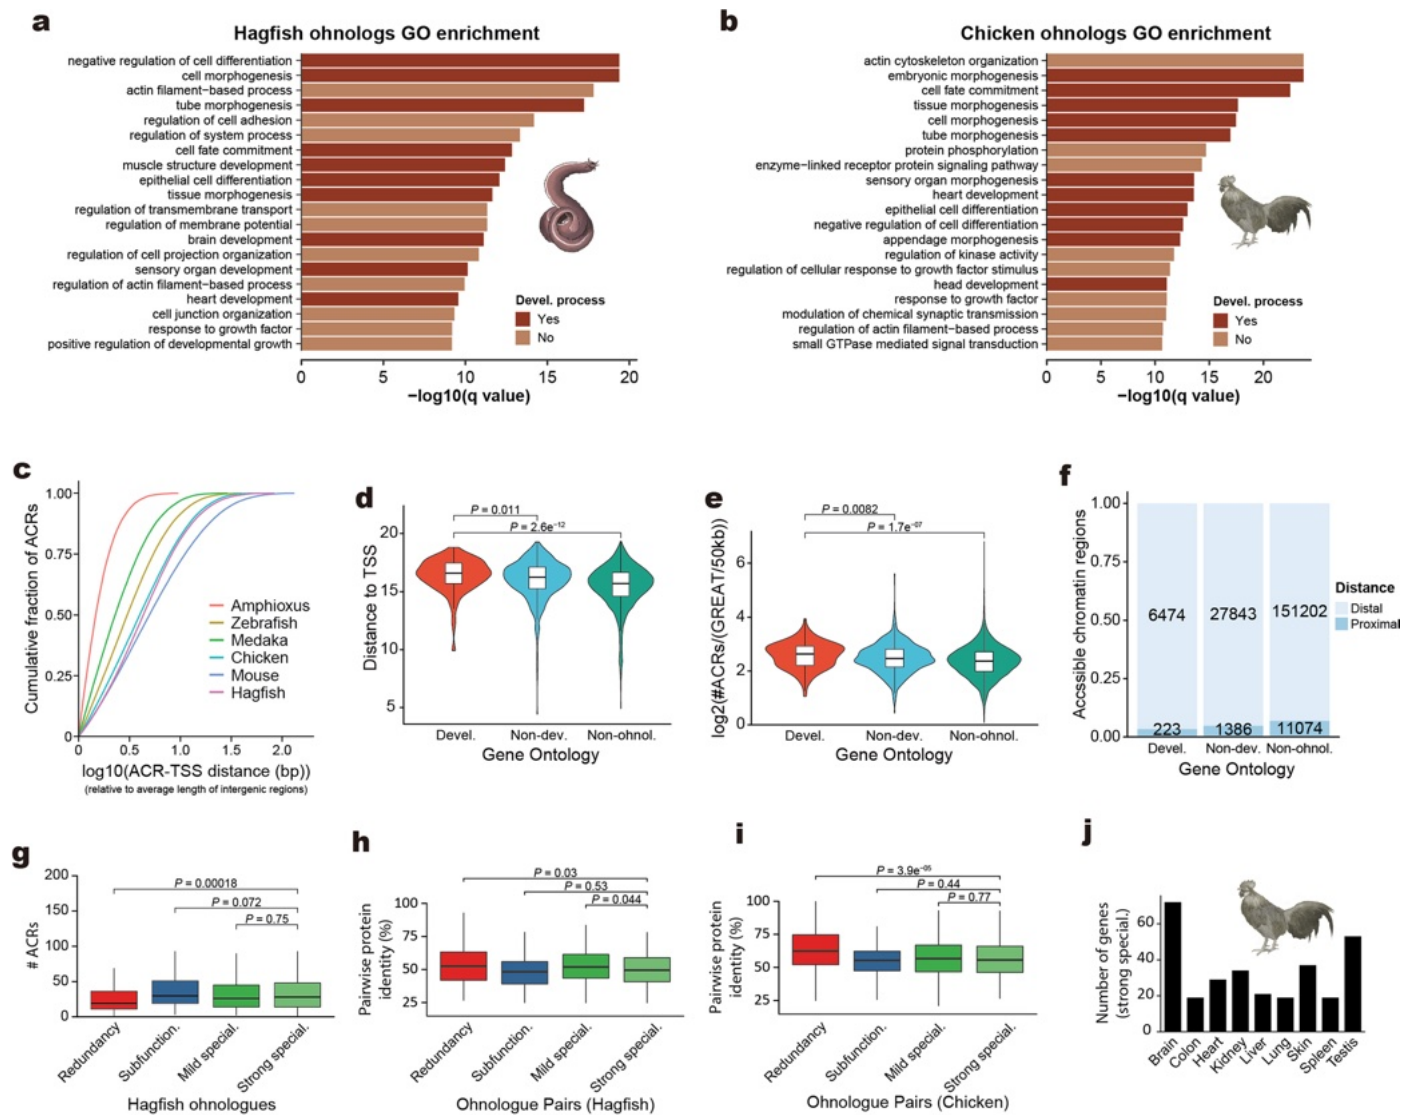 a
Hagfish ohnologs GO enrichment
negative regulation of cell differentiation
cell morphogenesis
actin filament-based process
tube morphogenesis
regulation of cell adhesion
regulation of system process
cell fate commitment
muscle structure development
epithelial cell differentiation
tissue morphogenesis
regulation of transmembrane transport
regulation of membrane potential
brain development
regulation of cell projection organization
sensory organ development
regulation of actin filament-based process
heart development
cell junction organization
response to growth factor
positive regulation of developmental growth
Devel. process
Yes
No
0 5 10 15 20
−log10(q value)
b
Chicken ohnologs GO enrichment
actin cytoskeleton organization
embryonic morphogenesis
cell fate commitment
tissue morphogenesis
cell morphogenesis
tube morphogenesis
protein phosphorylation
enzyme-linked receptor protein signaling pathway
sensory organ morphogenesis
heart development
epithelial cell differentiation
negative regulation of cell differentiation
appendage morphogenesis
regulation of kinase activity
regulation of cellular response to growth factor stimulus
head development
response to growth factor
modulation of chemical synaptic transmission
regulation of actin filament-based process
small GTPase mediated signal transduction
Devel. process
Yes
No
0 5 10 15 20
−log10(q value)
c
Cumulative fraction of ACRs
1.00
0.75
0.50
0.25
0
Amphioxus
Zebrafish
Medaka
Chicken
Mouse
Hagfish
0 0.5 1.0 1.5 2.0
log10(ACR-TSS distance (bp))
(relative to average length of intergenic regions)
d
P = 0.011
P = 2.6e⁻¹²
Distance to TSS
20
15
10
5
Devel. Non-dev. Non-ohnol.
Gene Ontology
e
P = 0.0082
P = 1.7e⁻⁰⁷
log2(#ACRs/(GREAT/50kb))
6
4
2
0
Devel. Non-dev. Non-ohnol.
Gene Ontology
f
Accssible chromatin regions
1.00
0.75
0.50
0.25
0.00
6474 27843 151202
223 1386 11074
Distance
Distal
Proximal
Devel. Non-dev. Non-ohnol.
Gene Ontology
g
# ACRs
200
150
100
50
0
P = 0.00018
P = 0.072
P = 0.75
Redundancy
Subfunction.
Mild special.
Strong special.
Hagfish ohnologues
h
Pairwise protein
identity (%)
100
75
50
25
P = 0.03
P = 0.53
P = 0.044
Redundancy
Subfunction.
Mild special.
Strong special.
Ohnologue Pairs (Hagfish)
i
Pairwise protein
identity (%)
100
75
50
25
P = 3.9e⁻⁰⁵
P = 0.44
P = 0.77
Redundancy
Subfunction.
Mild special.
Strong special.
Ohnologue Pairs (Chicken)
j
Number of genes
(strong special.)
60
40
20
0
Brain
Colon
Heart
Kidney
Liver
Lung
Skin
Spleen
Testis